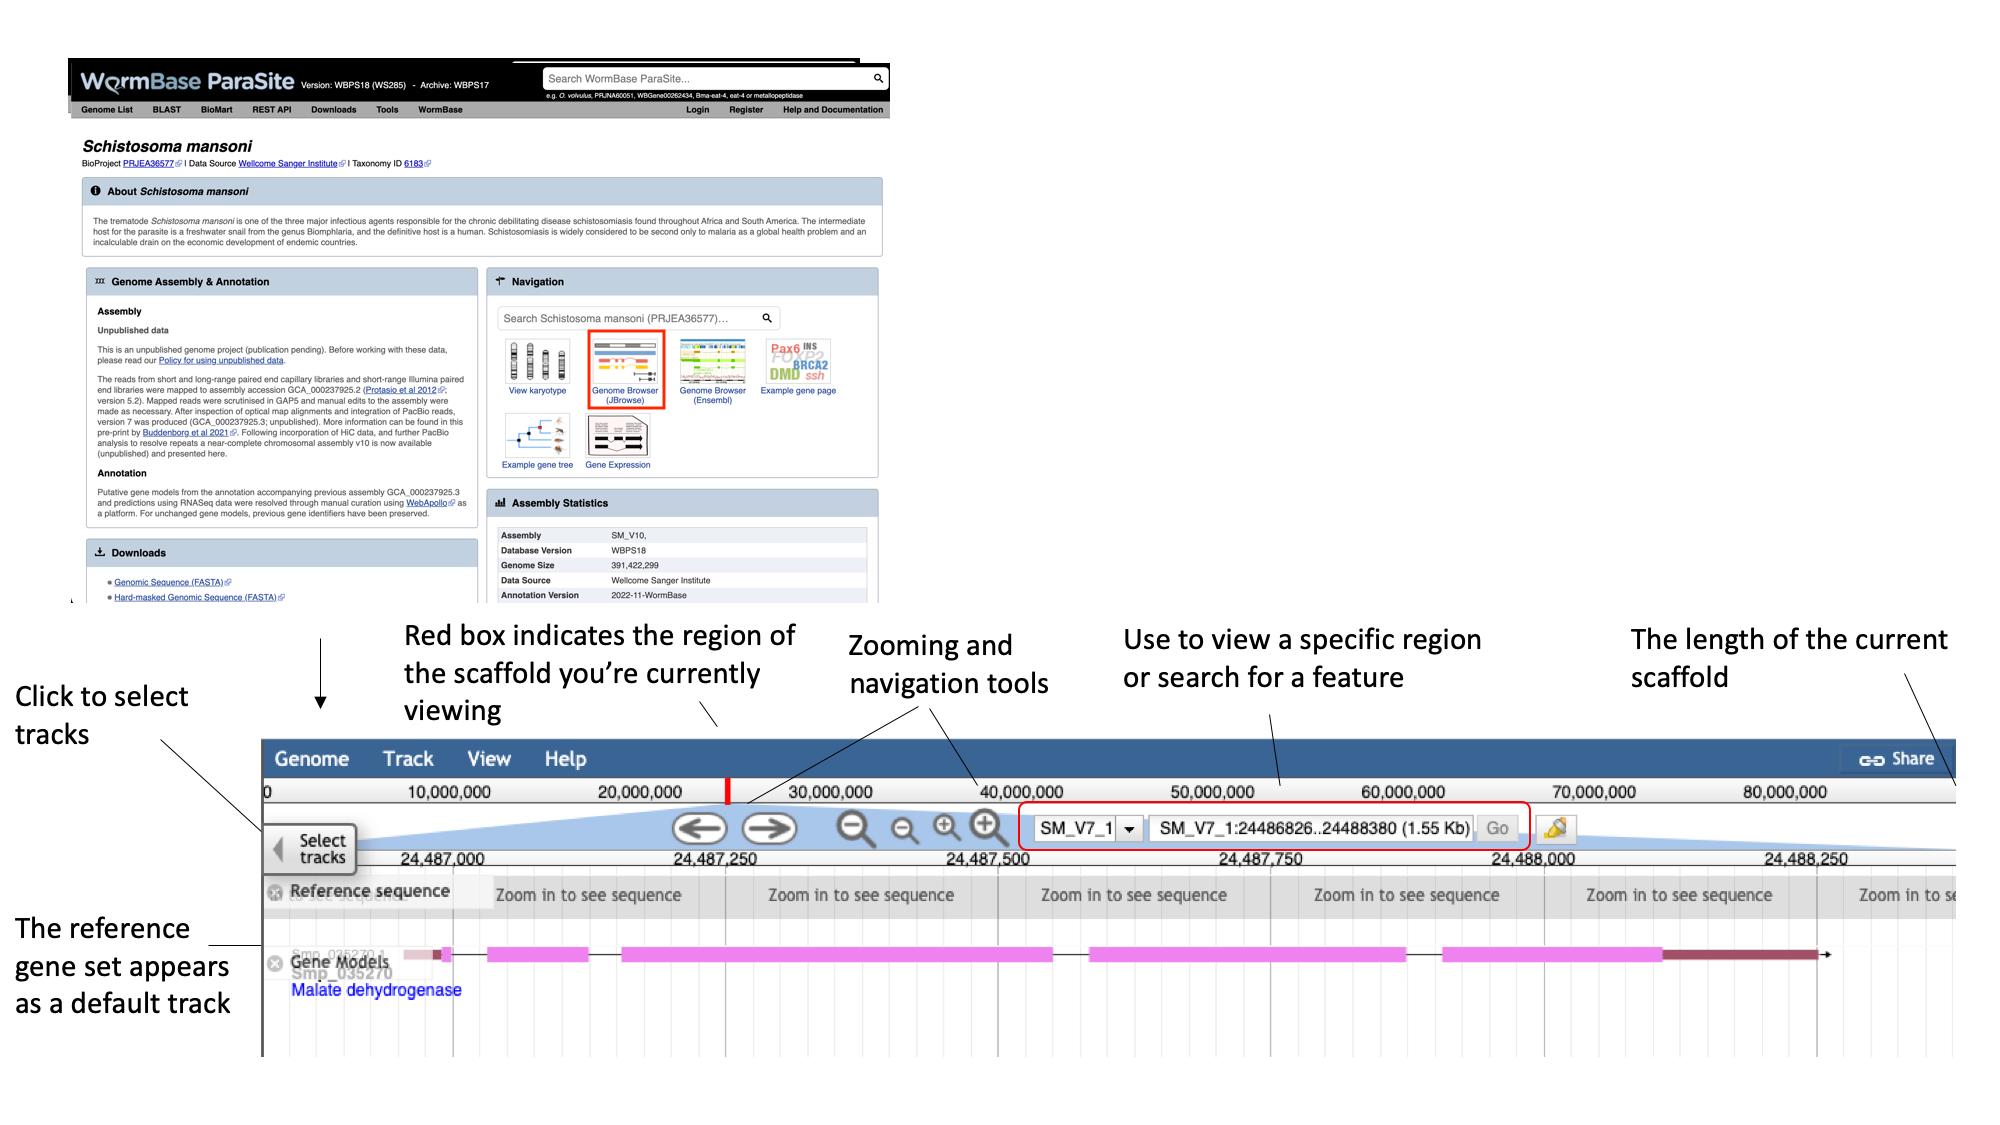 WormBase ParaSite Version: WBPS18 (WS285) - Archive: WBPS17
Search WormBase ParaSite...
e.g. O. volvulus, PRJNA60051, WBGene00262434, Bma-eat-4, eat-4 or metallopeptidase
Genome List BLAST BioMart REST API Downloads Tools WormBase Login Register Help and Documentation
Schistosoma mansoni
BioProject PRJEA36577 | Data Source Wellcome Sanger Institute | Taxonomy ID 6183
About Schistosoma mansoni
The trematode Schistosoma mansoni is one of the three major infectious agents responsible for the chronic debilitating disease schistosomiasis found throughout Africa and South America. The intermediate
host for the parasite is a freshwater snail from the genus Biomphlaria, and the definitive host is a human. Schistosomiasis is widely considered to be second only to malaria as a global health problem and an
incalculable drain on the economic development of endemic countries.
Genome Assembly & Annotation
Assembly
Unpublished data
This is an unpublished genome project (publication pending). Before working with these data,
please read our Policy for using unpublished data.
The reads from short and long-range paired end capillary libraries and short-range Illumina paired
end libraries were mapped to assembly accession GCA_000237925.2 (Protasio et al 2012;
version 5.2). Mapped reads were scrutinised in GAP5 and manual edits to the assembly were
made as necessary. After inspection of optical map alignments and integration of PacBio reads,
version 7 was produced (GCA_000237925.3; unpublished). More information can be found in this
pre-print by Buddenborg et al 2021. Following incorporation of HiC data, and further PacBio
analysis to resolve repeats a near-complete chromosomal assembly v10 is now available
(unpublished) and presented here.
Annotation
Putative gene models from the annotation accompanying previous assembly GCA_000237925.3
and predictions using RNASeq data were resolved through manual curation using WebApollo as
a platform. For unchanged gene models, previous gene identifiers have been preserved.
Downloads
Genomic Sequence (FASTA)
Hard-masked Genomic Sequence (FASTA)
Navigation
Search Schistosoma mansoni (PRJEA36577)...
Pax6 INS
FOXP2
BRCA2
DMD ssh
View karyotype
Genome Browser
(JBrowse)
Genome Browser
(Ensembl)
Example gene page
Example gene tree
Gene Expression
Assembly Statistics
Assembly SM_V10,
Database Version WBPS18
Genome Size 391,422,299
Data Source Wellcome Sanger Institute
Annotation Version 2022-11-WormBase
Click to select
tracks
Red box indicates the region of
the scaffold you’re currently
viewing
Zooming and
navigation tools
Use to view a specific region
or search for a feature
The length of the current
scaffold
The reference
gene set appears
as a default track
Genome Track View Help Share
0 10,000,000 20,000,000 30,000,000 40,000,000 50,000,000 60,000,000 70,000,000 80,000,000
Select
tracks
SM_V7_1 SM_V7_1:24486826..24488380 (1.55 Kb) Go
24,487,000 24,487,250 24,487,500 24,487,750 24,488,000 24,488,250
Reference sequence Zoom in to see sequence Zoom in to see sequence Zoom in to see sequence Zoom in to see sequence Zoom in to see sequence Zoom in to se
Smp_035270.1
Gene Models
Smp_035270
Malate dehydrogenase